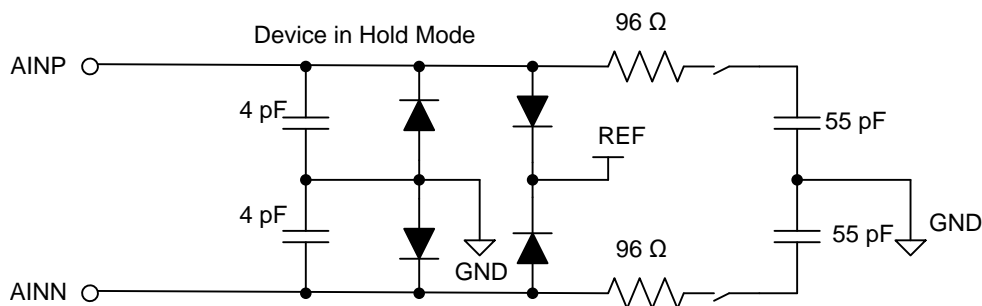 Device in Hold Mode
96 Ω
AINP
4 pF
REF
55 pF
4 pF
GND
96 Ω
55 pF
GND
AINN